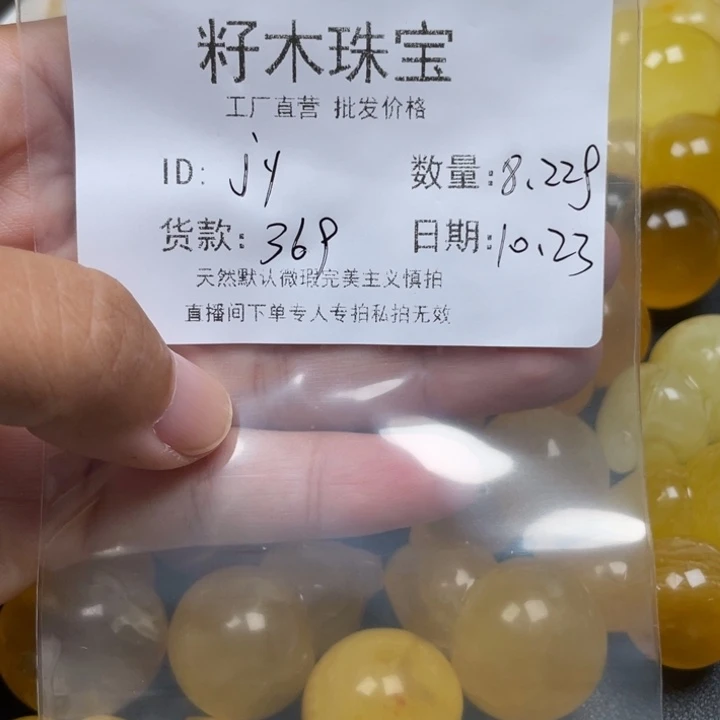 籽木珠宝
工厂直营 批发价格
ID: jy 数量:8.22g
货款: 369 日期:10.23
天然默认微瑕完美主义慎拍
直播间下单专人专拍私拍无效